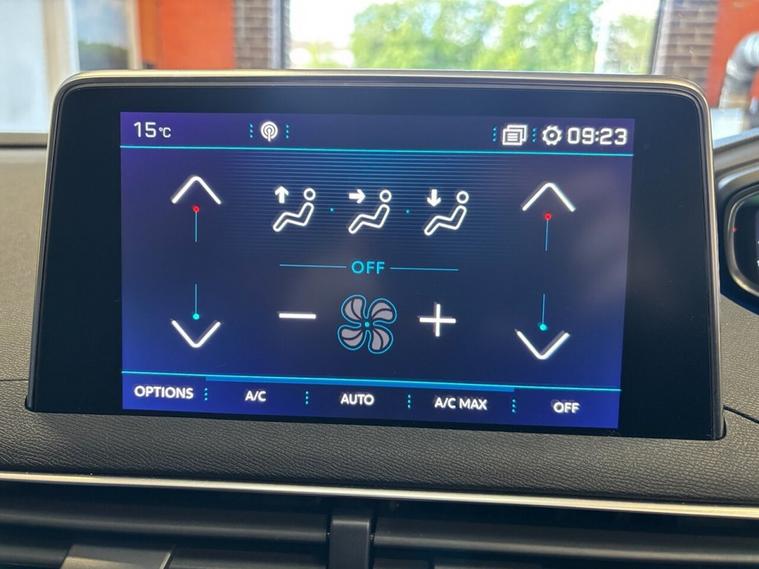 15°C 09:23
OFF
OPTIONS A/C AUTO A/C MAX OFF